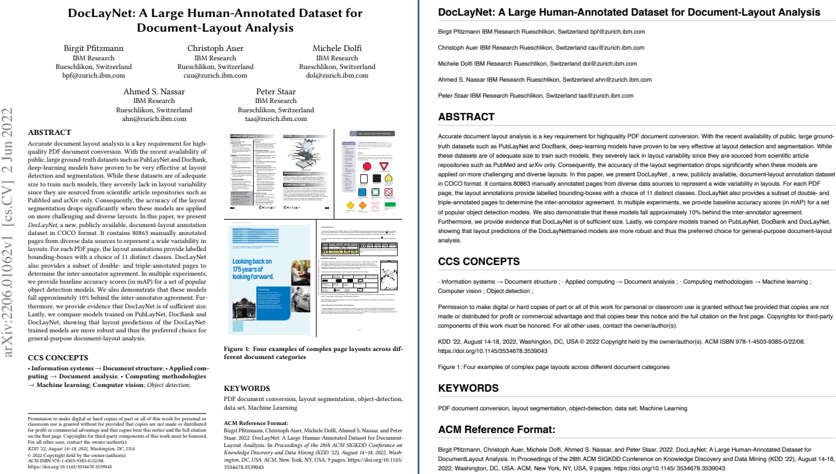 arXiv:2206.01062v1 [cs.CV] 2 Jun 2022
DocLayNet: A Large Human-Annotated Dataset for
Document-Layout Analysis
Birgit Pfitzmann
IBM Research
Rueschlikon, Switzerland
bpf@zurich.ibm.com
Christoph Auer
IBM Research
Rueschlikon, Switzerland
cau@zurich.ibm.com
Michele Dolfi
IBM Research
Rueschlikon, Switzerland
dol@zurich.ibm.com
Ahmed S. Nassar
IBM Research
Rueschlikon, Switzerland
ahn@zurich.ibm.com
Peter Staar
IBM Research
Rueschlikon, Switzerland
taa@zurich.ibm.com
ABSTRACT
Accurate document layout analysis is a key requirement for high-
quality PDF document conversion. With the recent availability of
public, large ground-truth datasets such as PubLayNet and DocBank,
deep-learning models have proven to be very effective at layout
detection and segmentation. While these datasets are of adequate
size to train such models, they severely lack in layout variability
since they are sourced from scientific article repositories such as
PubMed and arXiv only. Consequently, the accuracy of the layout
segmentation drops significantly when these models are applied
on more challenging and diverse layouts. In this paper, we present
DocLayNet, a new, publicly available, document-layout annotation
dataset in COCO format. It contains 80863 manually annotated
pages from diverse data sources to represent a wide variability in
layouts. For each PDF page, the layout annotations provide labelled
bounding-boxes with a choice of 11 distinct classes. DocLayNet
also provides a subset of double- and triple-annotated pages to
determine the inter-annotator agreement. In multiple experiments,
we provide baseline accuracy scores (in mAP) for a set of popular
object detection models. We also demonstrate that these models
fall approximately 10% behind the inter-annotator agreement. Fur-
thermore, we provide evidence that DocLayNet is of sufficient size.
Lastly, we compare models trained on PubLayNet, DocBank and
DocLayNet, showing that layout predictions of the DocLayNet-
trained models are more robust and thus the preferred choice for
general-purpose document-layout analysis.
CCS CONCEPTS
• Information systems → Document structure; • Applied com-
puting → Document analysis; • Computing methodologies
→ Machine learning; Computer vision; Object detection;
Permission to make digital or hard copies of part or all of this work for personal or
classroom use is granted without fee provided that copies are not made or distributed
for profit or commercial advantage and that copies bear this notice and the full citation
on the first page. Copyrights for third-party components of this work must be honored.
For all other uses, contact the owner/author(s).
KDD '22, August 14–18, 2022, Washington, DC, USA
© 2022 Copyright held by the owner/author(s).
ACM ISBN 978-1-4503-9385-0/22/08.
https://doi.org/10.1145/3534678.3539043
Looking back on
175 years of
looking forward.
Figure 1: Four examples of complex page layouts across dif-
ferent document categories
KEYWORDS
PDF document conversion, layout segmentation, object-detection,
data set, Machine Learning
ACM Reference Format:
Birgit Pfitzmann, Christoph Auer, Michele Dolfi, Ahmed S. Nassar, and Peter
Staar. 2022. DocLayNet: A Large Human-Annotated Dataset for Document-
Layout Analysis. In Proceedings of the 28th ACM SIGKDD Conference on
Knowledge Discovery and Data Mining (KDD '22), August 14–18, 2022, Wash-
ington, DC, USA. ACM, New York, NY, USA, 9 pages. https://doi.org/10.1145/
3534678.3539043
DocLayNet: A Large Human-Annotated Dataset for Document-Layout Analysis
Birgit Pfitzmann IBM Research Rueschlikon, Switzerland bpf@zurich.ibm.com
Christoph Auer IBM Research Rueschlikon, Switzerland cau@zurich.ibm.com
Michele Dolfi IBM Research Rueschlikon, Switzerland dol@zurich.ibm.com
Ahmed S. Nassar IBM Research Rueschlikon, Switzerland ahn@zurich.ibm.com
Peter Staar IBM Research Rueschlikon, Switzerland taa@zurich.ibm.com
ABSTRACT
Accurate document layout analysis is a key requirement for highquality PDF document conversion. With the recent availability of public, large ground-
truth datasets such as PubLayNet and DocBank, deep-learning models have proven to be very effective at layout detection and segmentation. While
these datasets are of adequate size to train such models, they severely lack in layout variability since they are sourced from scientific article
repositories such as PubMed and arXiv only. Consequently, the accuracy of the layout segmentation drops significantly when these models are
applied on more challenging and diverse layouts. In this paper, we present DocLayNet , a new, publicly available, document-layout annotation dataset
in COCO format. It contains 80863 manually annotated pages from diverse data sources to represent a wide variability in layouts. For each PDF page,
the layout annotations provide labelled bounding-boxes with a choice of 11 distinct classes. DocLayNet also provides a subset of double- and
triple-annotated pages to determine the inter-annotator agreement. In multiple experiments, we provide baseline accuracy scores (in mAP) for a set
of popular object detection models. We also demonstrate that these models fall approximately 10% behind the inter-annotator agreement.
Furthermore, we provide evidence that DocLayNet is of sufficient size. Lastly, we compare models trained on PubLayNet, DocBank and DocLayNet,
showing that layout predictions of the DocLayNettrained models are more robust and thus the preferred choice for general-purpose document-layout
analysis.
CCS CONCEPTS
· Information systems → Document structure ; · Applied computing → Document analysis ; · Computing methodologies → Machine learning ;
Computer vision ; Object detection ;
Permission to make digital or hard copies of part or all of this work for personal or classroom use is granted without fee provided that copies are not
made or distributed for profit or commercial advantage and that copies bear this notice and the full citation on the first page. Copyrights for third-party
components of this work must be honored. For all other uses, contact the owner/author(s).
KDD '22, August 14-18, 2022, Washington, DC, USA © 2022 Copyright held by the owner/author(s). ACM ISBN 978-1-4503-9385-0/22/08.
https://doi.org/10.1145/3534678.3539043
Figure 1: Four examples of complex page layouts across different document categories
KEYWORDS
PDF document conversion, layout segmentation, object-detection, data set, Machine Learning
ACM Reference Format:
Birgit Pfitzmann, Christoph Auer, Michele Dolfi, Ahmed S. Nassar, and Peter Staar. 2022. DocLayNet: A Large Human-Annotated Dataset for
DocumentLayout Analysis. In Proceedings of the 28th ACM SIGKDD Conference on Knowledge Discovery and Data Mining (KDD '22), August 14-18,
2022, Washington, DC, USA. ACM, New York, NY, USA, 9 pages. https://doi.org/10.1145/ 3534678.3539043